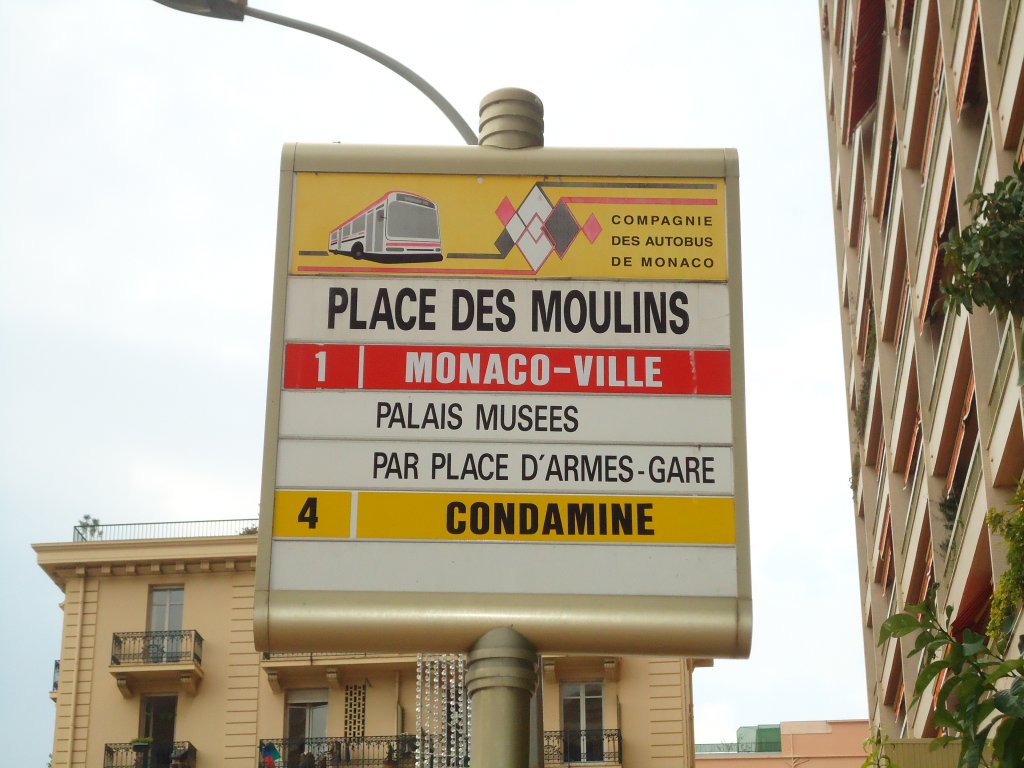 COMPAGNIE
DES AUTOBUS
DE MONACO
PLACE DES MOULINS
1 MONACO-VILLE
PALAIS MUSEES
PAR PLACE D'ARMES-GARE
4 CONDAMINE